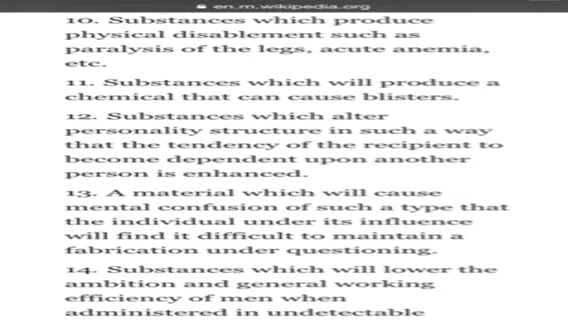 en.m.wikipedia.org
10. Substances which produce
physical disablement such as
paralysis of the legs, acute anemia,
etc.
11. Substances which will produce a
chemical that can cause blisters.
12. Substances which alter
personality structure in such a way
that the tendency of the recipient to
become dependent upon another
person is enhanced.
13. A material which will cause
mental confusion of such a type that
the individual under its influence
will find it difficult to maintain a
fabrication under questioning.
14. Substances which will lower the
ambition and general working
efficiency of men when
administered in undetectable